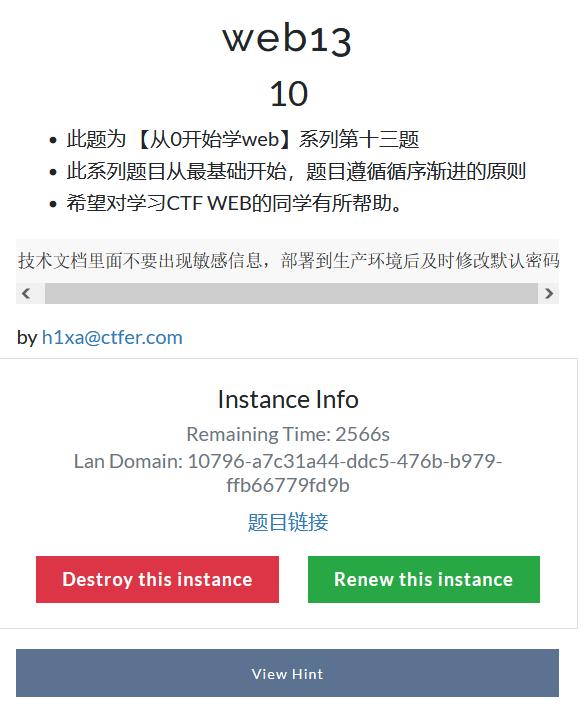 web13
10
此题为 【从0开始学web】系列第十三题
此系列题目从最基础开始，题目遵循循序渐进的原则
希望对学习CTF WEB的同学有所帮助。
技术文档里面不要出现敏感信息，部署到生产环境后及时修改默认密码
by h1xa@ctfer.com
Instance Info
Remaining Time: 2566s
Lan Domain: 10796-a7c31a44-ddc5-476b-b979-
ffb66779fd9b
题目链接
Destroy this instance
Renew this instance
View Hint